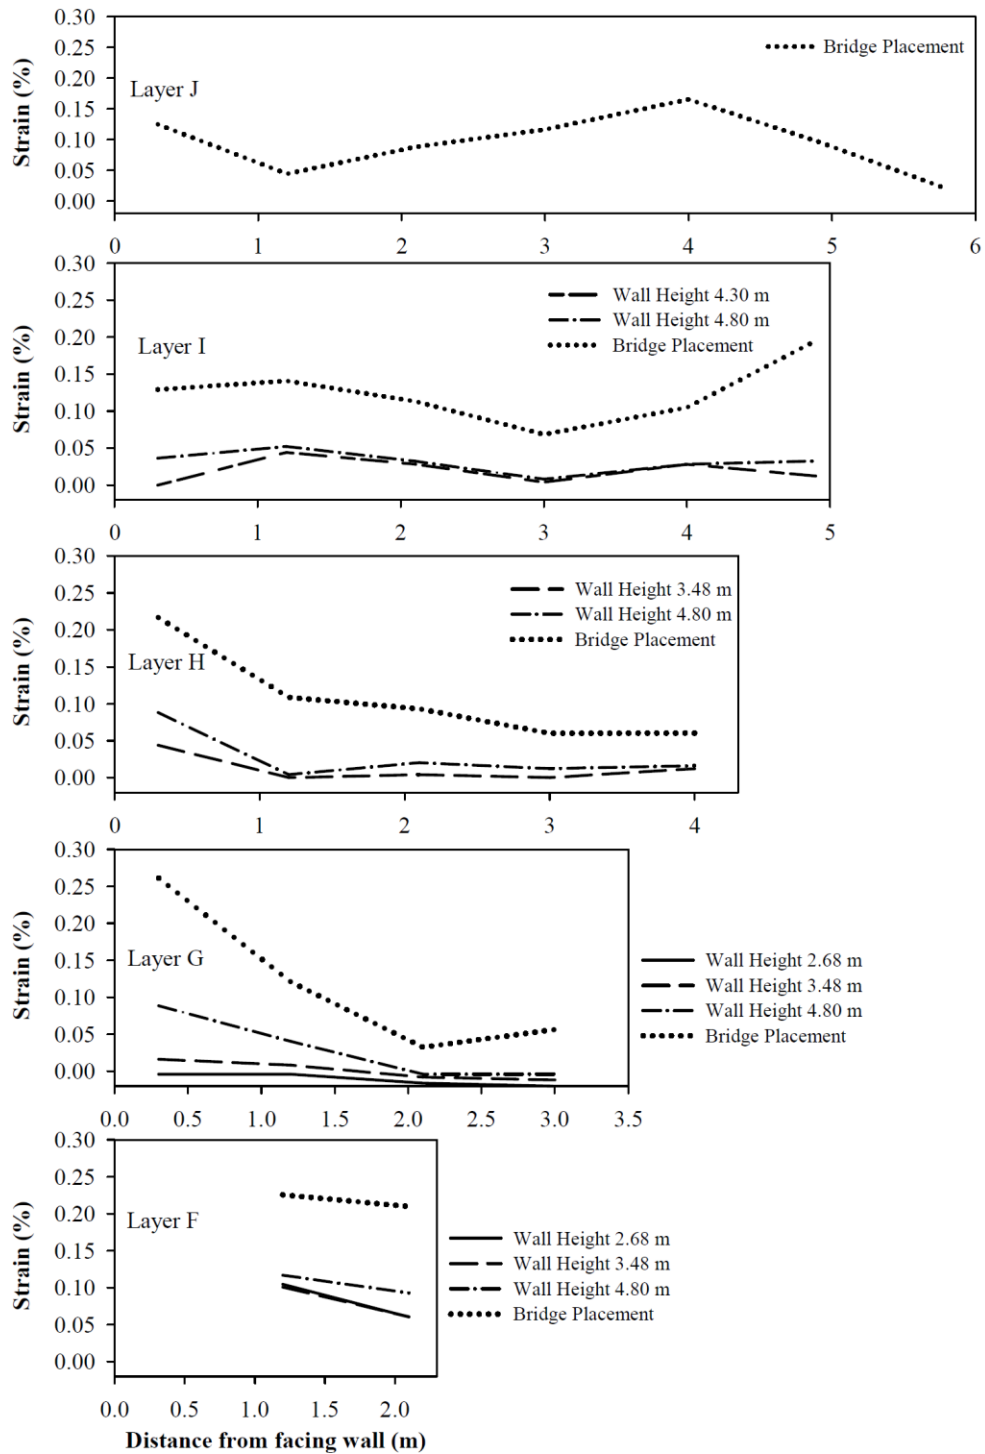 0.30
0.25
0.20
0.15
0.10
0.05
0.00
Strain (%)
Layer J
Bridge Placement
0 1 2 3 4 5 6
0.30
0.25
0.20
0.15
0.10
0.05
0.00
Strain (%)
Layer I
Wall Height 4.30 m
Wall Height 4.80 m
Bridge Placement
0 1 2 3 4 5
0.30
0.25
0.20
0.15
0.10
0.05
0.00
Strain (%)
Layer H
Wall Height 3.48 m
Wall Height 4.80 m
Bridge Placement
0 1 2 3 4
0.30
0.25
0.20
0.15
0.10
0.05
0.00
Strain (%)
Layer G
Wall Height 2.68 m
Wall Height 3.48 m
Wall Height 4.80 m
Bridge Placement
0.0 0.5 1.0 1.5 2.0 2.5 3.0 3.5
0.30
0.25
0.20
0.15
0.10
0.05
0.00
Strain (%)
Layer F
Wall Height 2.68 m
Wall Height 3.48 m
Wall Height 4.80 m
Bridge Placement
0.0 0.5 1.0 1.5 2.0
Distance from facing wall (m)